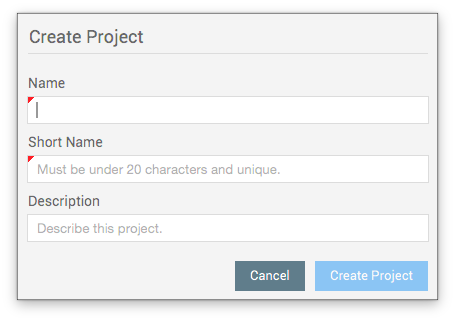 Create Project
Name
Short Name
Must be under 20 characters and unique.
Description
Describe this project.
Cancel
Create Project